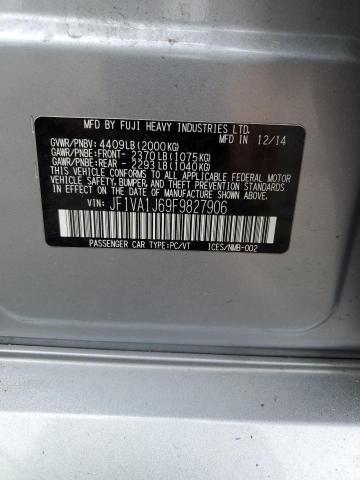 MFD BY FUJI HEAVY INDUSTRIES LTD.
MFD IN 12/14
GVWR/PNBV: 4409LB(2000KG)
GAWR/PNBE:FRONT- 2370LB(1075KG)
GAWR/PNBE:REAR - 2293LB(1040KG)
THIS VEHICLE CONFORMS TO ALL APPLICABLE FEDERAL MOTOR
VEHICLE SAFETY, BUMPER, AND THEFT PREVENTION STANDARDS
IN EFFECT ON THE DATE OF MANUFACTURE SHOWN ABOVE.
VIN: JF1VA1J69F9827906
PASSENGER CAR TYPE:PC/VT ICES/NMB-002